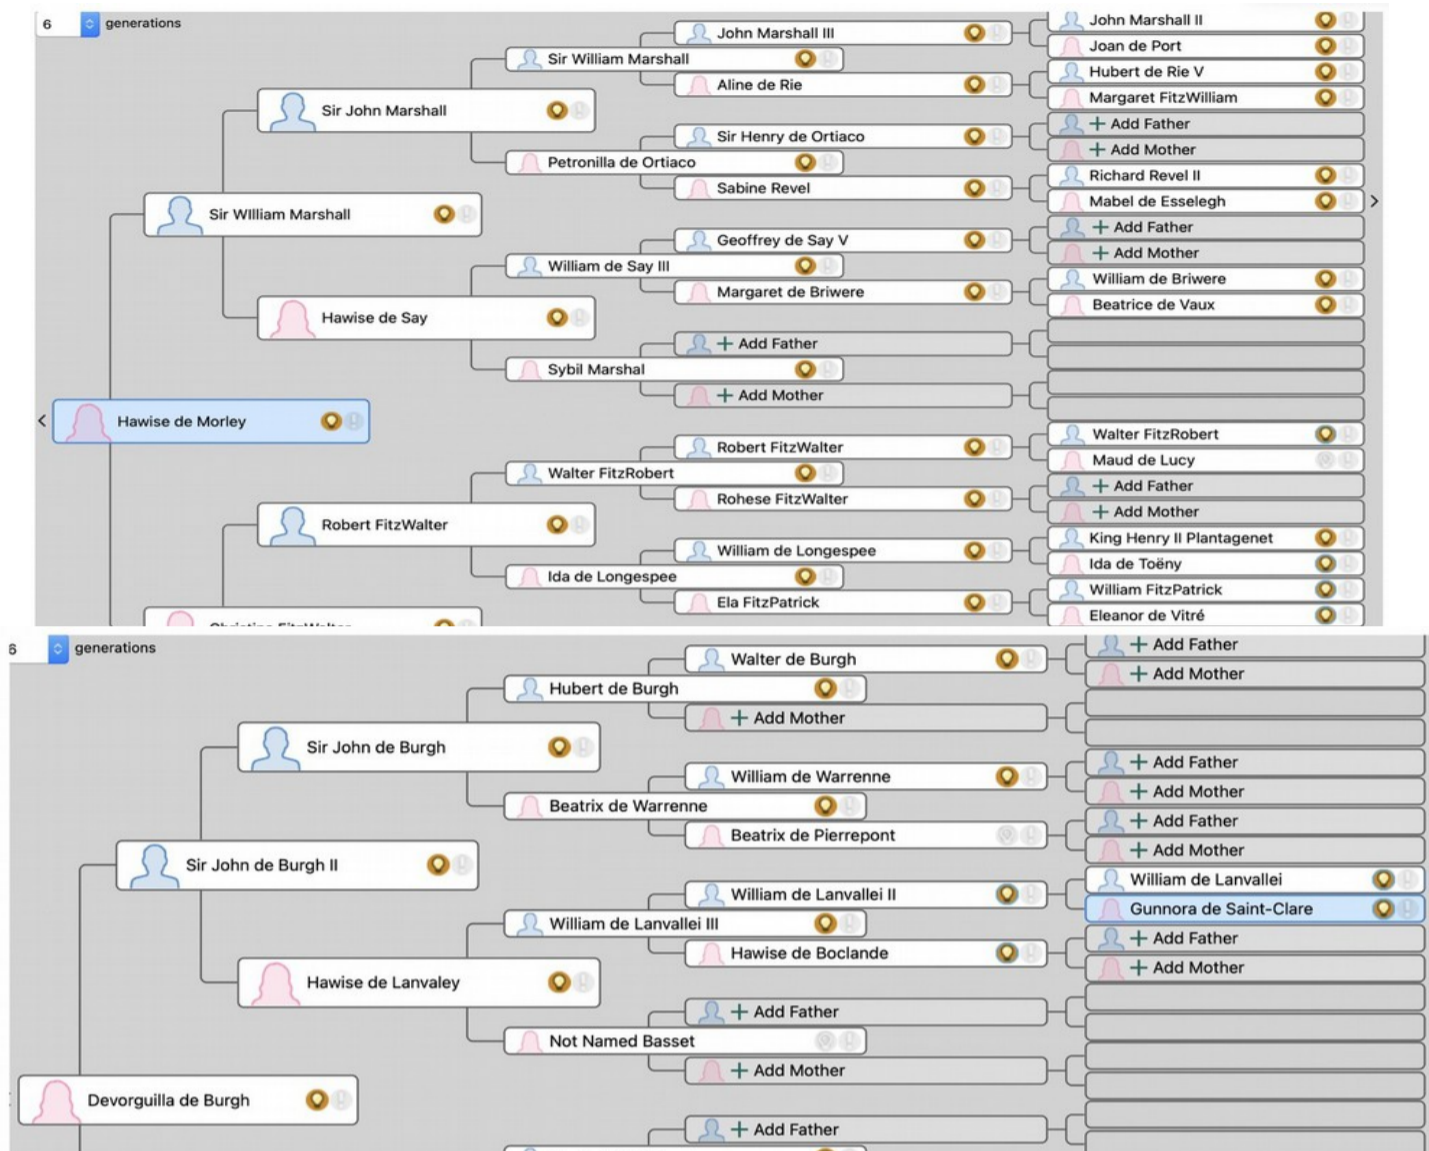 6 generations
John Marshall II
John Marshall III
Joan de Port
Sir William Marshall
Hubert de Rie V
Aline de Rie
Margaret FitzWilliam
Sir John Marshall
+ Add Father
Sir Henry de Ortiaco
+ Add Mother
Petronilla de Ortiaco
Richard Revel II
Sabine Revel
Mabel de Esselegh
Sir WIlliam Marshall
+ Add Father
Geoffrey de Say V
+ Add Mother
William de Say III
William de Briwere
Margaret de Briwere
Beatrice de Vaux
Hawise de Say
+ Add Father
Sybil Marshal
+ Add Mother
Hawise de Morley
Walter FitzRobert
Robert FitzWalter
Maud de Lucy
Walter FitzRobert
+ Add Father
Rohese FitzWalter
+ Add Mother
Robert FitzWalter
King Henry II Plantagenet
William de Longespee
Ida de Toëny
Ida de Longespee
William FitzPatrick
Ela FitzPatrick
Eleanor de Vitré
Christina FitzWalter
6 generations
+ Add Father
Walter de Burgh
+ Add Mother
Hubert de Burgh
+ Add Mother
Sir John de Burgh
+ Add Father
William de Warrenne
+ Add Mother
Beatrix de Warrenne
+ Add Father
Beatrix de Pierrepont
+ Add Mother
Sir John de Burgh II
William de Lanvallei
William de Lanvallei II
Gunnora de Saint-Clare
William de Lanvallei III
+ Add Father
Hawise de Boclande
+ Add Mother
Hawise de Lanvaley
+ Add Father
Not Named Basset
+ Add Mother
Devorguilla de Burgh
+ Add Father